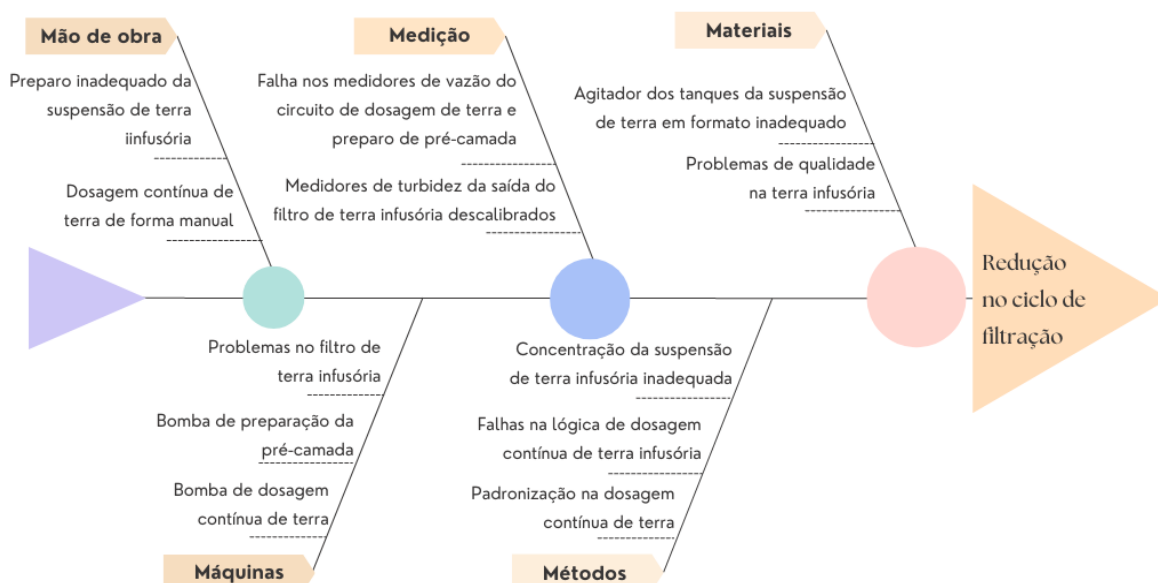 Mão de obra
Preparo inadequado da
suspensão de terra
iinfusória
Dosagem contínua de
terra de forma manual
Medição
Falha nos medidores de vazão do
circuito de dosagem de terra e
preparo de pré-camada
Medidores de turbidez da saída do
filtro de terra infusória descalibrados
Materiais
Agitador dos tanques da suspensão
de terra em formato inadequado
Problemas de qualidade
na terra infusória
Redução
no ciclo de
filtração
Problemas no filtro de
terra infusória
Bomba de preparação da
pré-camada
Bomba de dosagem
contínua de terra
Máquinas
Concentração da suspensão
de terra infusória inadequada
Falhas na lógica de dosagem
contínua de terra infusória
Padronização na dosagem
contínua de terra
Métodos